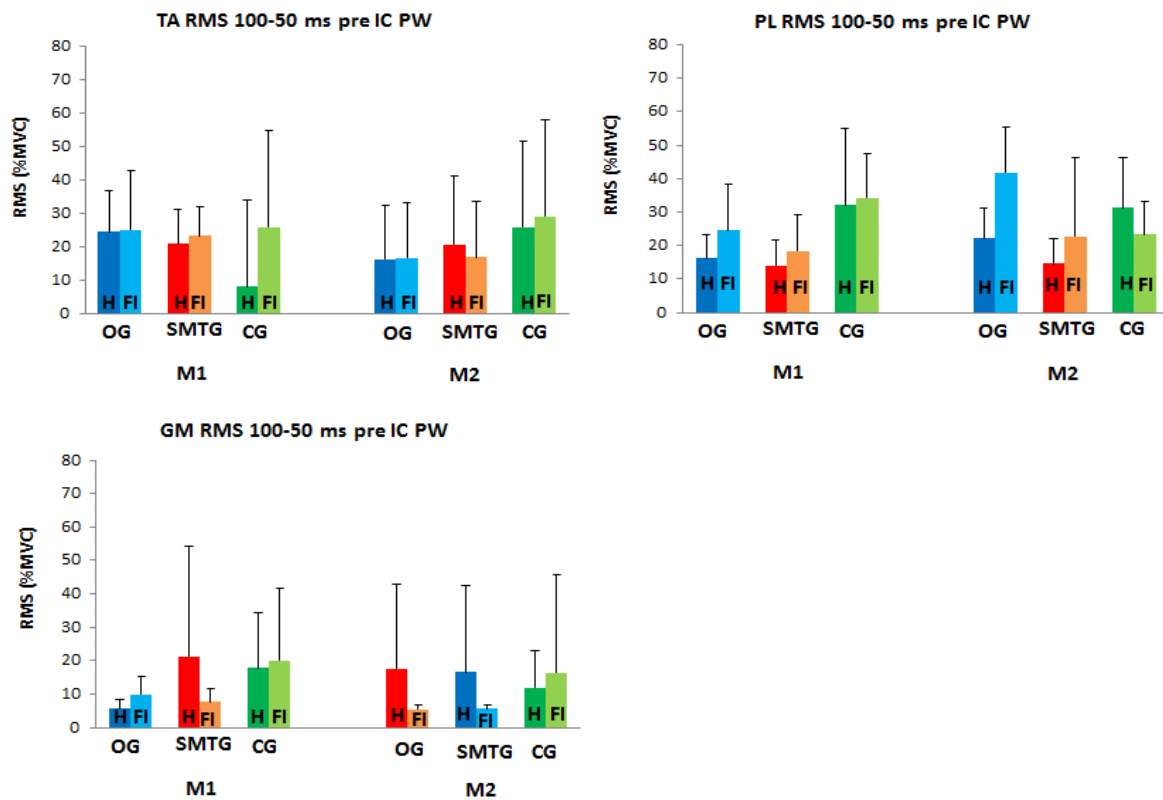 TA RMS 100-50 ms pre IC PW
RMS (%MVC)
80
70
60
50
40
30
20
10
0
H FI H FI H FI H FI H FI H FI
OG SMTG CG OG SMTG CG
M1 M2
PL RMS 100-50 ms pre IC PW
RMS (%MVC)
80
70
60
50
40
30
20
10
0
H FI H FI H FI H FI H FI H FI
OG SMTG CG OG SMTG CG
M1 M2
GM RMS 100-50 ms pre IC PW
RMS (%MVC)
80
70
60
50
40
30
20
10
0
H FI H FI H FI H FI H FI H FI
OG SMTG CG OG SMTG CG
M1 M2